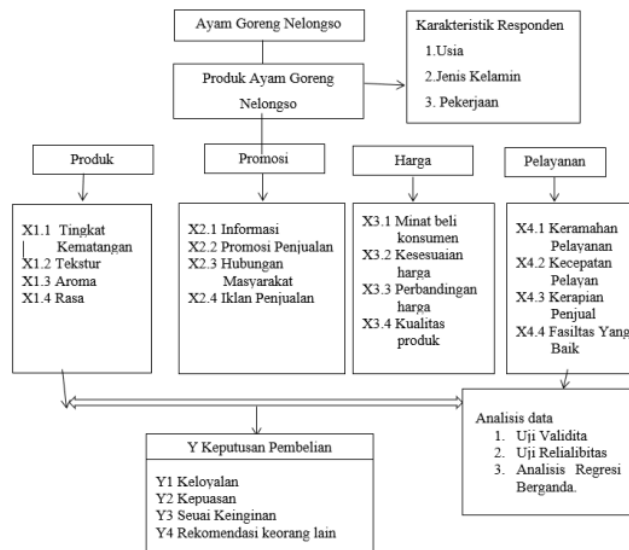 Ayam Goreng Nelongso
Karakteristik Responden
1.Usia
2.Jenis Kelamin
3. Pekerjaan
Produk Ayam Goreng
Nelongso
Produk
Promosi
Harga
Pelayanan
X1.1 Tingkat
Kematangan
X1.2 Tekstur
X1.3 Aroma
X1.4 Rasa
X2.1 Informasi
X2.2 Promosi Penjualan
X2.3 Hubungan
Masyarakat
X2.4 Iklan Penjualan
X3.1 Minat beli
konsumen
X3.2 Kesesuaian
harga
X3.3 Perbandingan
harga
X3.4 Kualitas
produk
X4.1 Keramahan
Pelayanan
X4.2 Kecepatan
Pelayan
X4.3 Kerapian
Penjual
X4.4 Fasiltas Yang
Baik
Analisis data
1. Uji Validita
2. Uji Relialibitas
3. Analisis Regresi
Berganda.
Y Keputusan Pembelian
Y1 Keloyalan
Y2 Kepuasan
Y3 Seuai Keinginan
Y4 Rekomendasi keorang lain